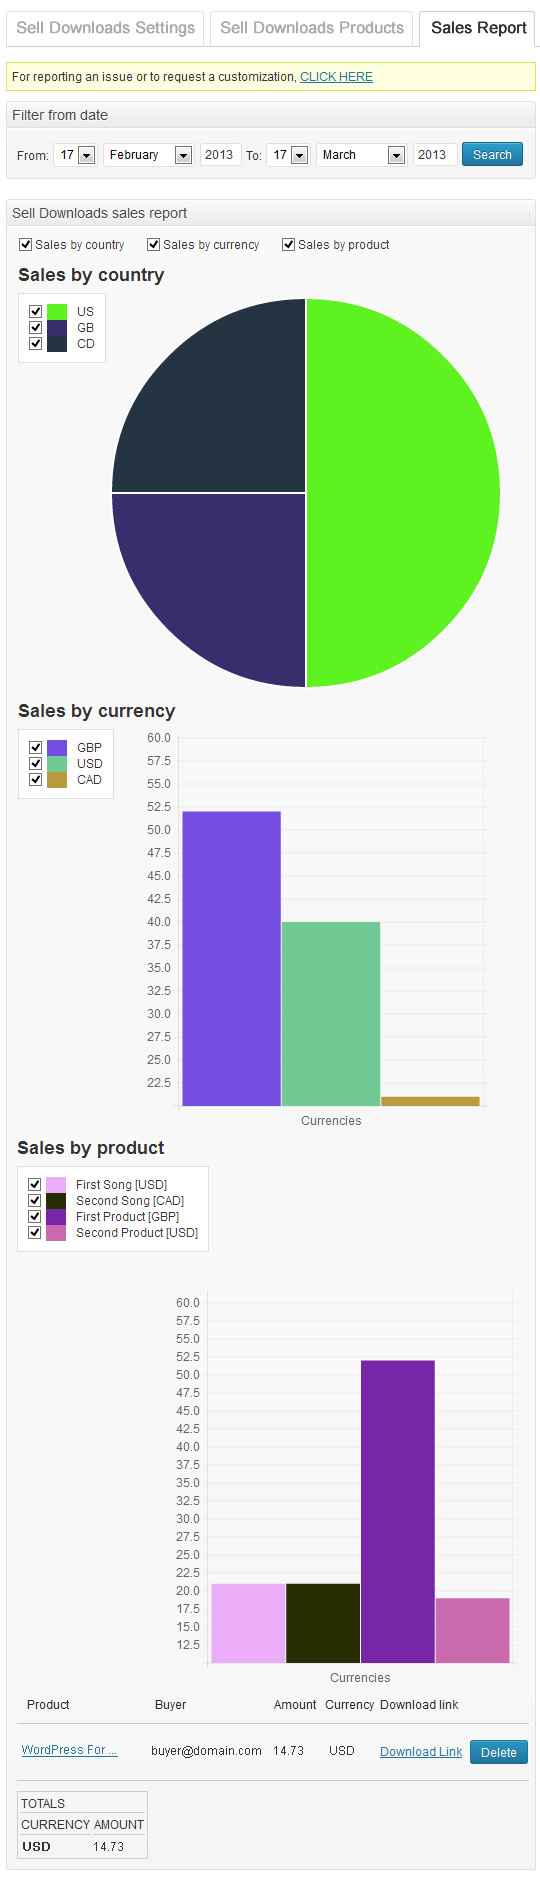 Sell Downloads Settings Sell Downloads Products Sales Report
For reporting an issue or to request a customization, CLICK HERE
Filter from date
From: 17 February 2013 To: 17 March 2013 Search
Sell Downloads sales report
Sales by country Sales by currency Sales by product
Sales by country
US
GB
CD
Sales by currency
GBP
USD
CAD
60.0
57.5
55.0
52.5
50.0
47.5
45.0
42.5
40.0
37.5
35.0
32.5
30.0
27.5
25.0
22.5
Currencies
Sales by product
First Song [USD]
Second Song [CAD]
First Product [GBP]
Second Product [USD]
60.0
57.5
55.0
52.5
50.0
47.5
45.0
42.5
40.0
37.5
35.0
32.5
30.0
27.5
25.0
22.5
20.0
17.5
15.0
12.5
Currencies
Product Buyer Amount Currency Download link
WordPress For ... buyer@domain.com 14.73 USD Download Link Delete
TOTALS
CURRENCY AMOUNT
USD 14.73